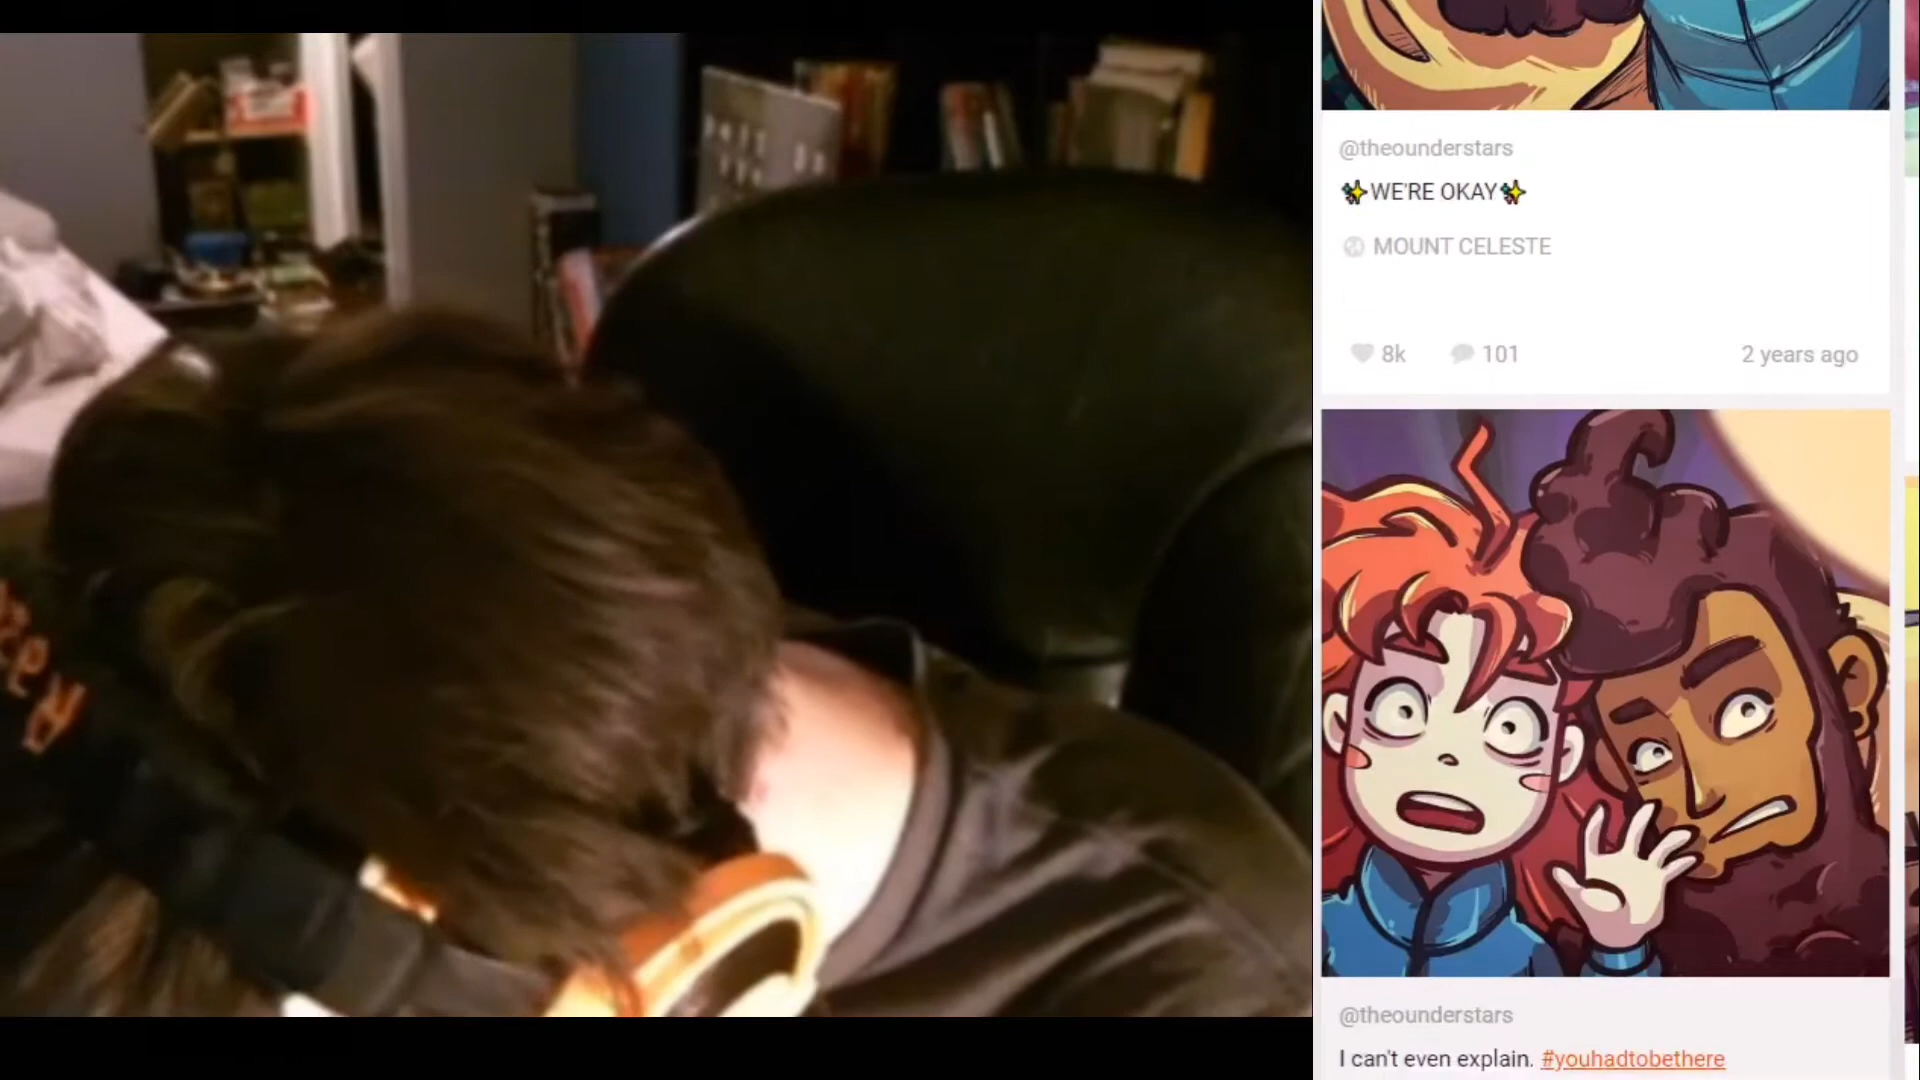 @theounderstars
✨WE'RE OKAY✨
MOUNT CELESTE
8k 101 2 years ago
@theounderstars
I can't even explain. #youhadtobethere